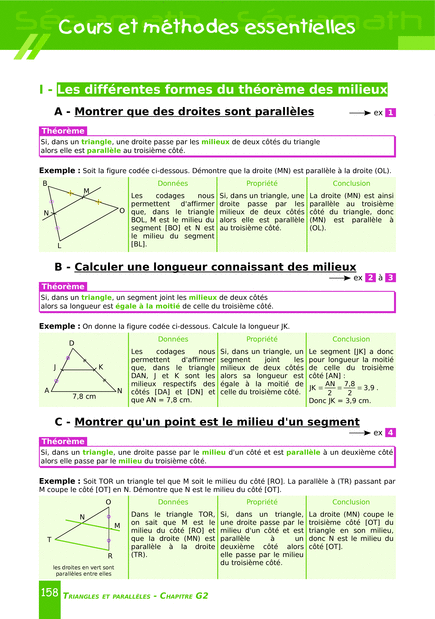 Cours et méthodes essentielles
I - Les différentes formes du théorème des milieux
A - Montrer que des droites sont parallèles
ex 1
Théorème
Si, dans un triangle, une droite passe par les milieux de deux côtés du triangle
alors elle est parallèle au troisième côté.
Exemple : Soit la figure codée ci-dessous. Démontre que la droite (MN) est parallèle à la droite (OL).
B
M
N
O
L
Données
Les codages nous
permettent d'affirmer
que, dans le triangle
BOL, M est le milieu du
segment [BO] et N est
le milieu du segment
[BL].
Propriété
Si, dans un triangle, une
droite passe par les
milieux de deux côtés
alors elle est parallèle
au troisième côté.
Conclusion
La droite (MN) est ainsi
parallèle au troisième
côté du triangle, donc
(MN) est parallèle à
(OL).
B - Calculer une longueur connaissant des milieux
ex 2 à 3
Théorème
Si, dans un triangle, un segment joint les milieux de deux côtés
alors sa longueur est égale à la moitié de celle du troisième côté.
Exemple : On donne la figure codée ci-dessous. Calcule la longueur JK.
D
J
K
A
N
7,8 cm
Données
Les codages nous
permettent d'affirmer
que, dans le triangle
DAN, J et K sont les
milieux respectifs des
côtés [DA] et [DN] et
que AN = 7,8 cm.
Propriété
Si, dans un triangle, un
segment joint les
milieux de deux côtés
alors sa longueur est
égale à la moitié de
celle du troisième côté.
Conclusion
Le segment [JK] a donc
pour longueur la moitié
de celle du troisième
côté [AN] :
JK = AN/2 = 7,8/2 = 3,9 .
Donc JK = 3,9 cm.
C - Montrer qu'un point est le milieu d'un segment
ex 4
Théorème
Si, dans un triangle, une droite passe par le milieu d'un côté et est parallèle à un deuxième côté
alors elle passe par le milieu du troisième côté.
Exemple : Soit TOR un triangle tel que M soit le milieu du côté [RO]. La parallèle à (TR) passant par
M coupe le côté [OT] en N. Démontre que N est le milieu du côté [OT].
O
N
M
T
R
les droites en vert sont
parallèles entre elles
Données
Dans le triangle TOR,
on sait que M est le
milieu du côté [RO] et
que la droite (MN) est
parallèle à la droite
(TR).
Propriété
Si, dans un triangle,
une droite passe par le
milieu d'un côté et est
parallèle à un
deuxième côté alors
elle passe par le milieu
du troisième côté.
Conclusion
La droite (MN) coupe le
troisième côté [OT] du
triangle en son milieu,
donc N est le milieu du
côté [OT].
158 Triangles et parallèles - Chapitre G2